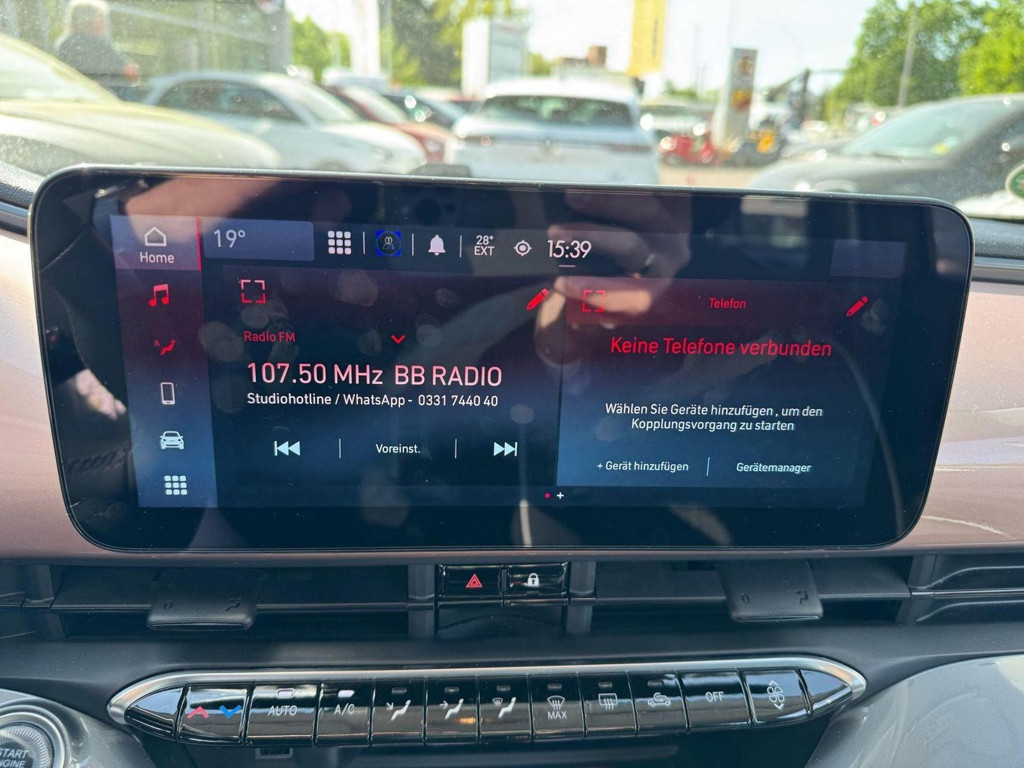 Home
19°
28°
EXT
15:39
Radio FM
107.50 MHz BB RADIO
Studiohotline / WhatsApp - 0331 7440 40
Voreinst.
Telefon
Keine Telefone verbunden
Wählen Sie Geräte hinzufügen , um den
Kopplungsvorgang zu starten
+ Gerät hinzufügen
Gerätemanager
AUTO
A/C
MAX
OFF
START
ENGINE